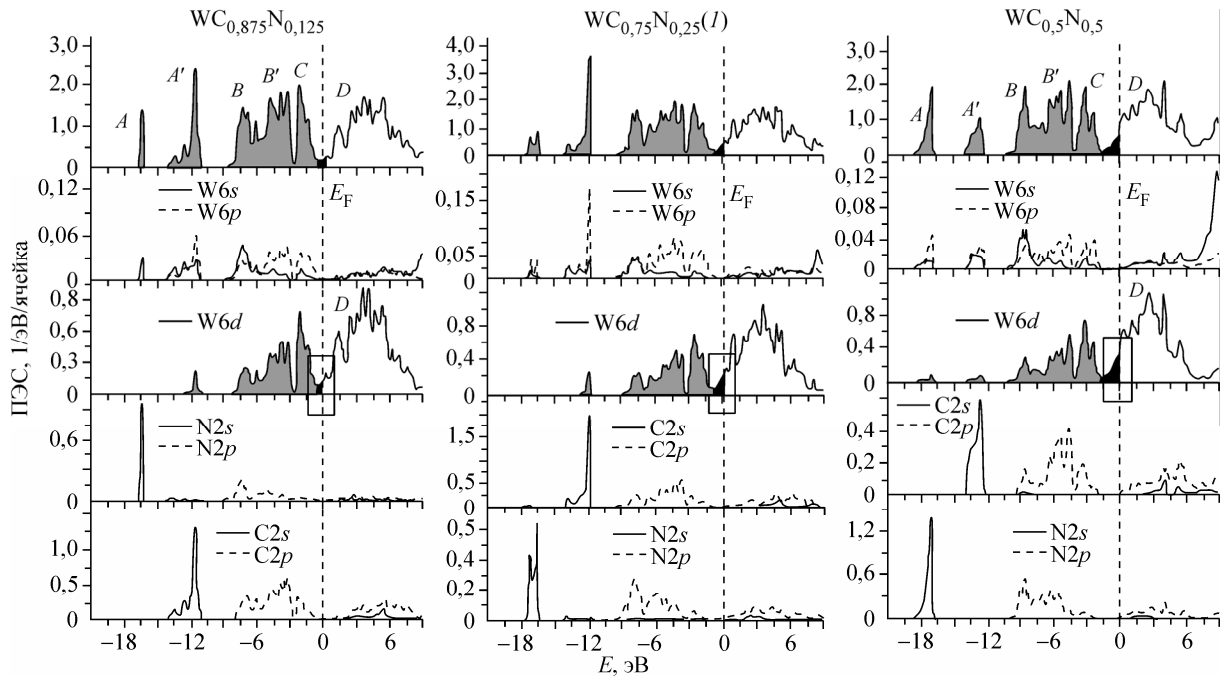 WC0,875N0,125
WC0,75N0,25(1)
WC0,5N0,5
ПЭС, 1/эВ/ячейка
3,0
2,0
1,0
0
A
A′
B
B′
C
D
0,12
0,06
0
W6s
W6p
EF
0,9
0,6
0,3
0
W6d
D
0,6
0
N2s
N2p
1,0
0,5
0
C2s
C2p
−18
−12
−6
0
6
4,0
3,0
2,0
1,0
0
0,15
0,05
0
W6s
W6p
EF
0,8
0,4
0
W6d
1,5
0
C2s
C2p
0,5
0
N2s
N2p
−18
−12
−6
0
6
E, эВ
3,0
2,0
1,0
0
A
A′
B
B′
C
D
0,12
0,08
0,04
0
W6s
W6p
EF
0,8
0,4
0
W6d
D
0,4
0,2
0
C2s
C2p
1,2
0,6
0
N2s
N2p
−18
−12
−6
0
6